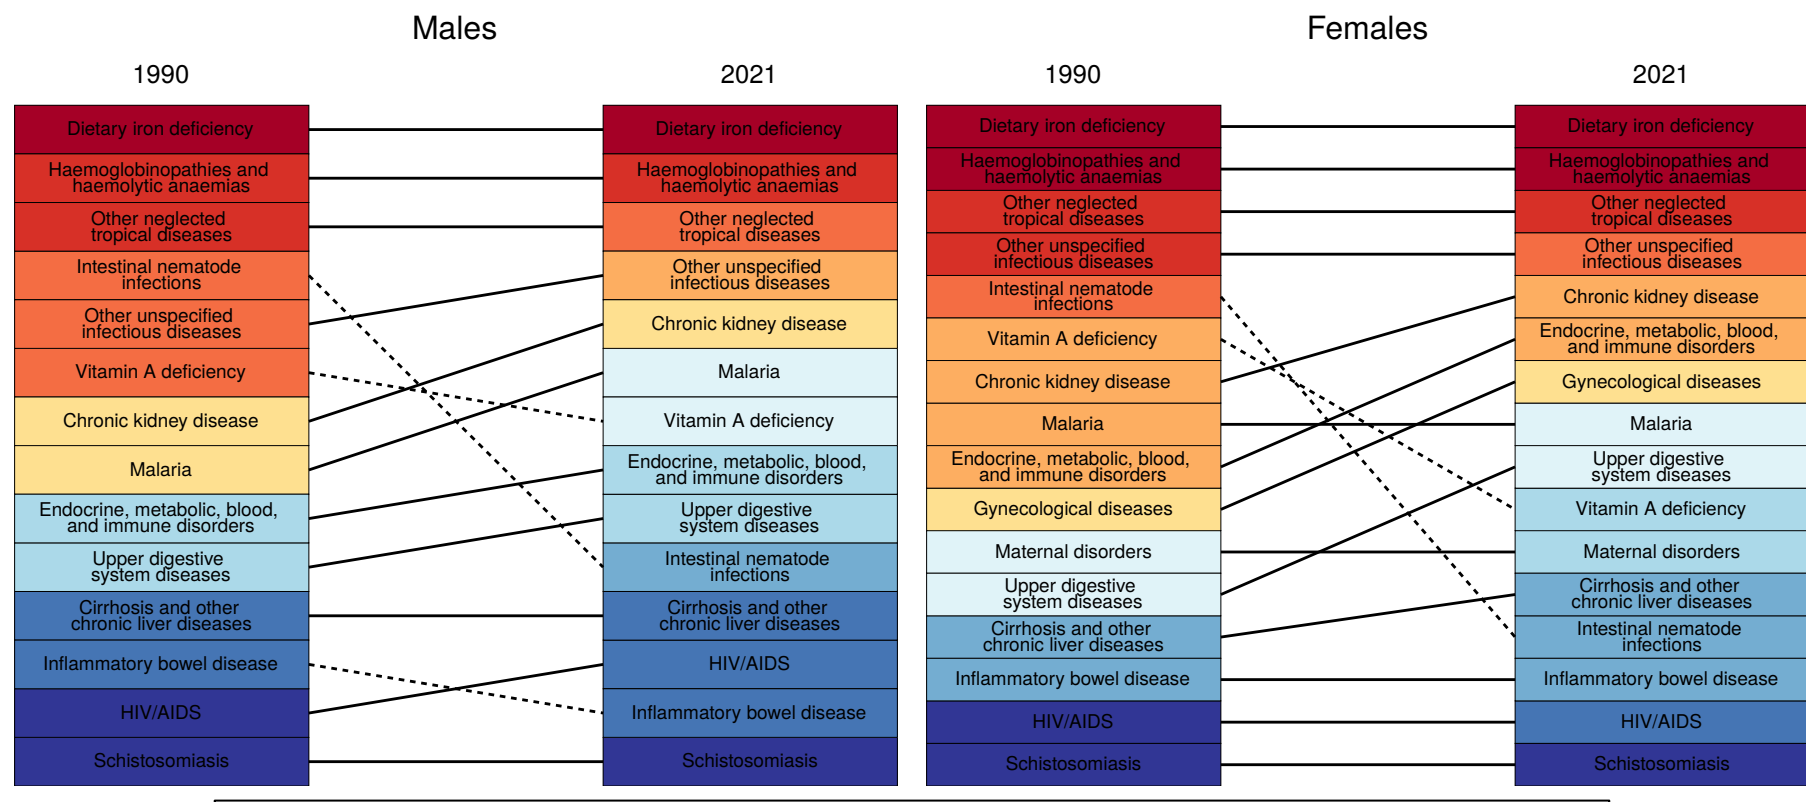 Males
1990
2021
Dietary iron deficiency
Haemoglobinopathies and
haemolytic anaemias
Other neglected
tropical diseases
Intestinal nematode
infections
Other unspecified
infectious diseases
Vitamin A deficiency
Chronic kidney disease
Malaria
Endocrine, metabolic, blood,
and immune disorders
Upper digestive
system diseases
Cirrhosis and other
chronic liver diseases
Inflammatory bowel disease
HIV/AIDS
Schistosomiasis
Dietary iron deficiency
Haemoglobinopathies and
haemolytic anaemias
Other neglected
tropical diseases
Other unspecified
infectious diseases
Chronic kidney disease
Malaria
Vitamin A deficiency
Endocrine, metabolic, blood,
and immune disorders
Upper digestive
system diseases
Intestinal nematode
infections
Cirrhosis and other
chronic liver diseases
HIV/AIDS
Inflammatory bowel disease
Schistosomiasis
Females
1990
2021
Dietary iron deficiency
Haemoglobinopathies and
haemolytic anaemias
Other neglected
tropical diseases
Other unspecified
infectious diseases
Intestinal nematode
infections
Vitamin A deficiency
Chronic kidney disease
Malaria
Endocrine, metabolic, blood,
and immune disorders
Gynecological diseases
Maternal disorders
Upper digestive
system diseases
Cirrhosis and other
chronic liver diseases
Inflammatory bowel disease
HIV/AIDS
Schistosomiasis
Dietary iron deficiency
Haemoglobinopathies and
haemolytic anaemias
Other neglected
tropical diseases
Other unspecified
infectious diseases
Chronic kidney disease
Endocrine, metabolic, blood,
and immune disorders
Gynecological diseases
Malaria
Upper digestive
system diseases
Vitamin A deficiency
Maternal disorders
Cirrhosis and other
chronic liver diseases
Intestinal nematode
infections
Inflammatory bowel disease
HIV/AIDS
Schistosomiasis